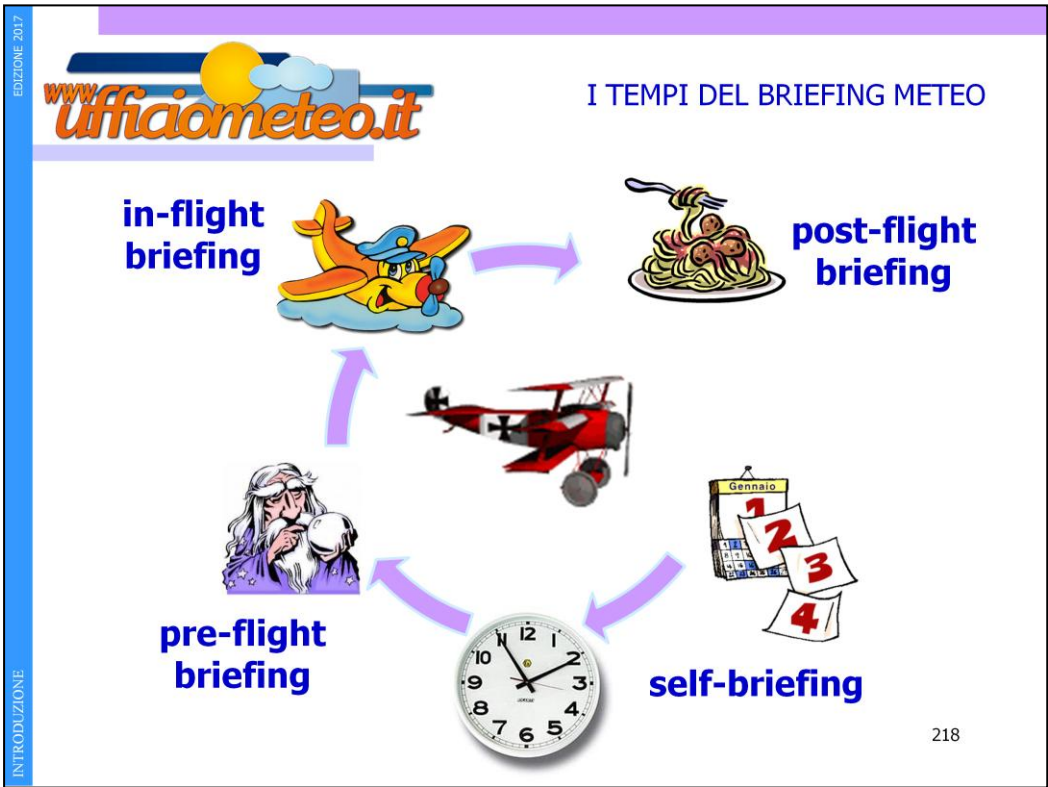 EDIZIONE 2017
www.ufficiometeo.it
I TEMPI DEL BRIEFING METEO
in-flight
briefing
post-flight
briefing
Gennaio
1
2
3
4
pre-flight
briefing
12
1
2
3
4
5
6
7
8
9
10
11
self-briefing
218
INTRODUZIONE